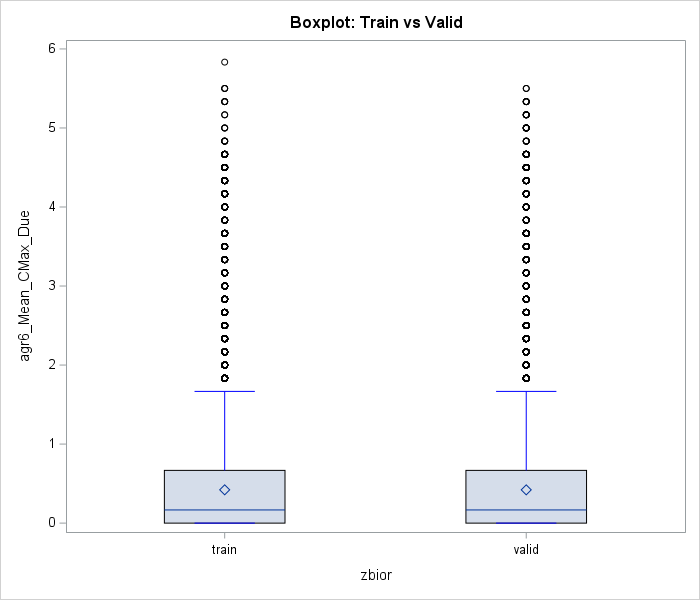 Boxplot: Train vs Valid
6
5
4
3
2
1
0
agr6_Mean_CMax_Due
train
valid
zbior